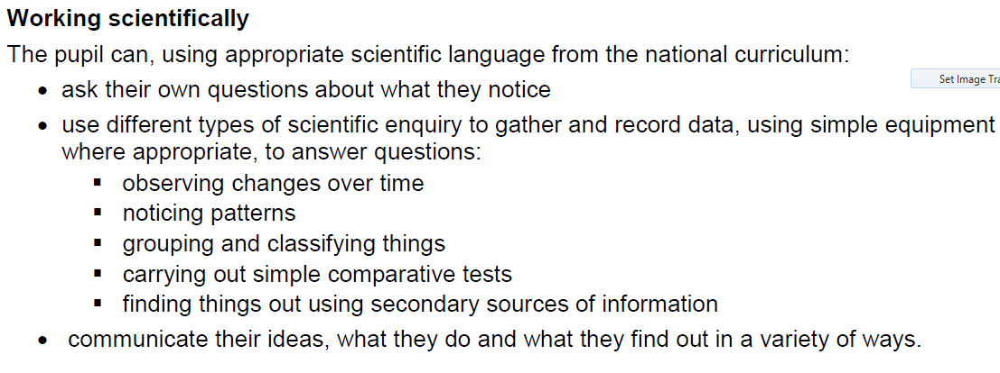 Working scientifically
The pupil can, using appropriate scientific language from the national curriculum:
Set Image Tra
• ask their own questions about what they notice
• use different types of scientific enquiry to gather and record data, using simple equipment
where appropriate, to answer questions:
▪ observing changes over time
▪ noticing patterns
▪ grouping and classifying things
▪ carrying out simple comparative tests
▪ finding things out using secondary sources of information
• communicate their ideas, what they do and what they find out in a variety of ways.